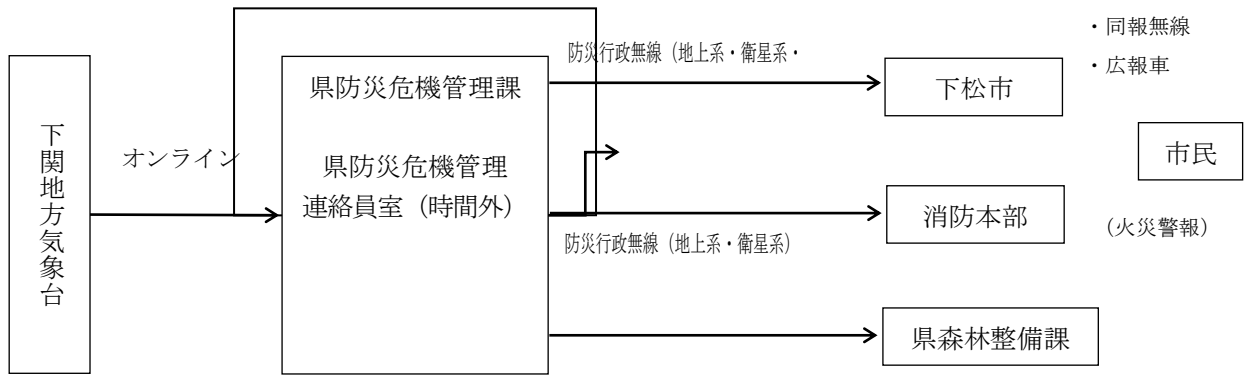 下関地方気象台
オンライン
県防災危機管理課
県防災危機管理
連絡員室（時間外）
防災行政無線（地上系・衛星系・
防災行政無線（地上系・衛星系）
下松市
消防本部
県森林整備課
・同報無線
・広報車
市民
（火災警報）